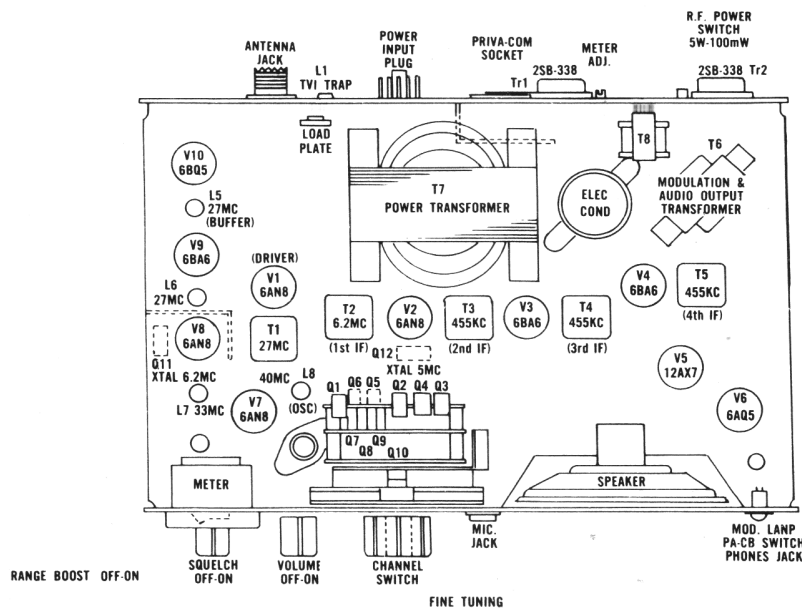 R.F. POWER
SWITCH
5W-100mW
ANTENNA
JACK
L1
TVI TRAP
POWER
INPUT
PLUG
PRIVA-COM
SOCKET
METER
ADJ.
Tr1
2SB-338
2SB-338 Tr2
LOAD
PLATE
T8
T6
MODULATION &
AUDIO OUTPUT
TRANSFORMER
V10
6BQ5
T7
POWER TRANSFORMER
ELEC
COND
L5
27MC
(BUFFER)
V9
6BA6
(DRIVER)
V1
6AN8
V4
6BA6
T5
455KC
(4th IF)
L6
27MC
V8
6AN8
T1
27MC
T2
6.2MC
(1st IF)
V2
6AN8
T3
455KC
(2nd IF)
V3
6BA6
T4
455KC
(3rd IF)
Q11
XTAL 6.2MC
Q12
XTAL 5MC
V5
12AX7
40MC
L8
(OSC)
Q1
Q6
Q5
Q2
Q4
Q3
L7 33MC
V7
6AN8
V6
6AQ5
Q7
Q9
Q8
Q10
METER
SPEAKER
MIC.
JACK
MOD. LANP
PA-CB SWITCH
PHONES JACK
SQUELCH
OFF-ON
VOLUME
OFF-ON
CHANNEL
SWITCH
RANGE BOOST OFF-ON
FINE TUNING